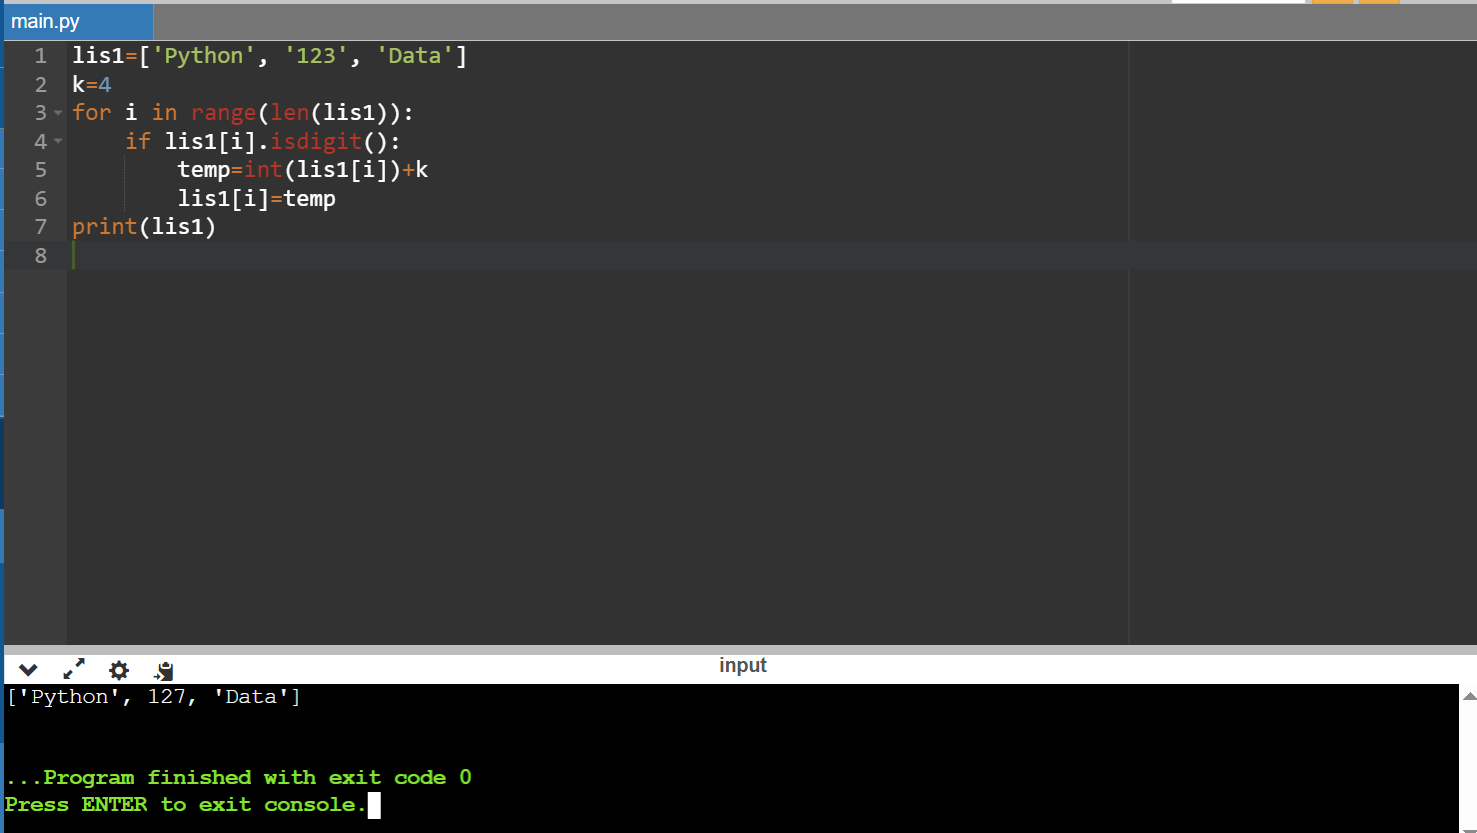 main.py
1 lis1=['Python', '123', 'Data']
2 k=4
3 for i in range(len(lis1)):
4     if lis1[i].isdigit():
5         temp=int(lis1[i])+k
6         lis1[i]=temp
7 print(lis1)
8
input
['Python', 127, 'Data']
...Program finished with exit code 0
Press ENTER to exit console.